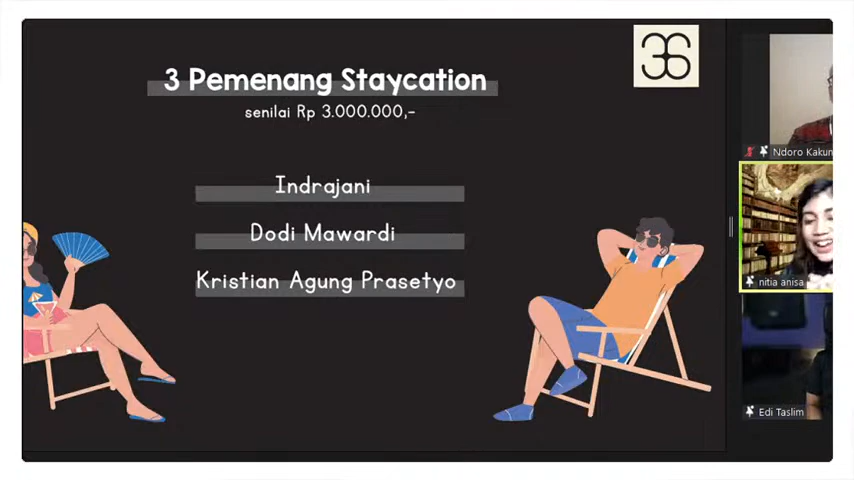 3 Pemenang Staycation
senilai Rp 3.000.000,-
Indrajani
Dodi Mawardi
Kristian Agung Prasetyo
36
Ndoro Kakun
nitia anisa
Edi Taslim